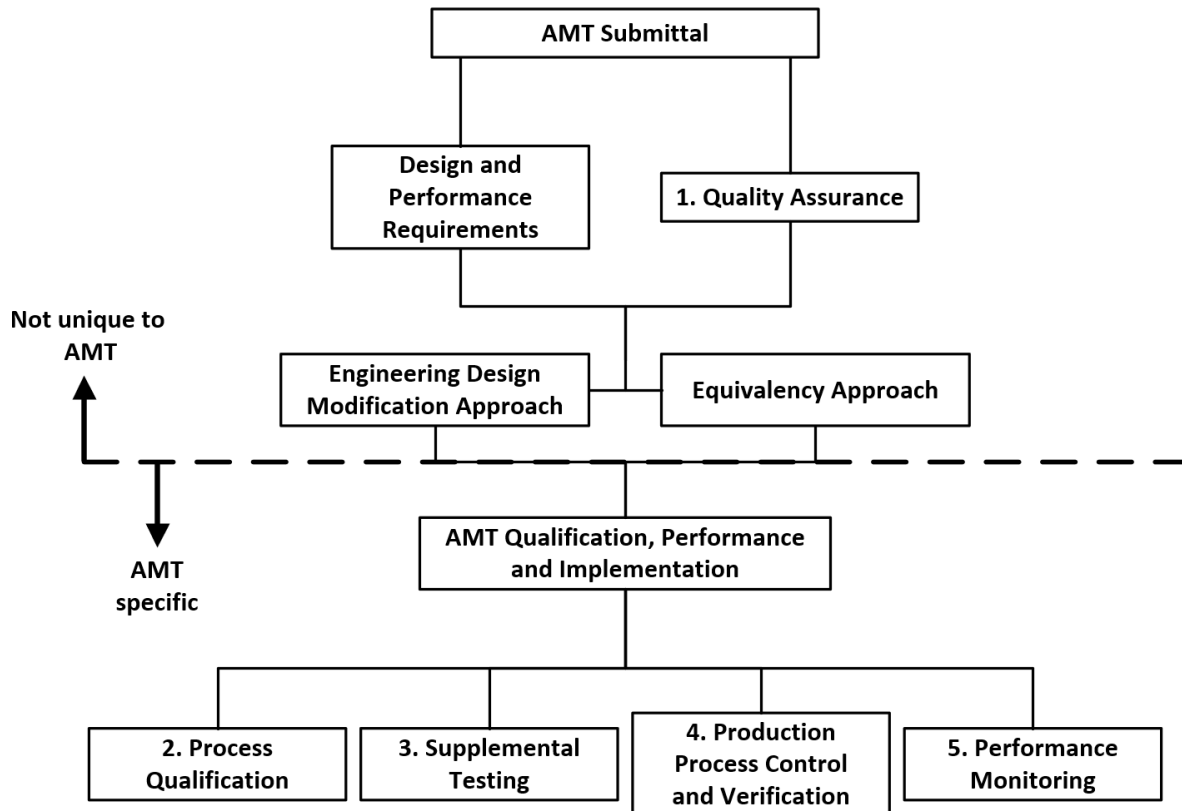 AMT Submittal
Design and
Performance
Requirements
1. Quality Assurance
Not unique to
AMT
Engineering Design
Modification Approach
Equivalency Approach
AMT Qualification, Performance
and Implementation
AMT
specific
2. Process
Qualification
3. Supplemental
Testing
4. Production
Process Control
and Verification
5. Performance
Monitoring